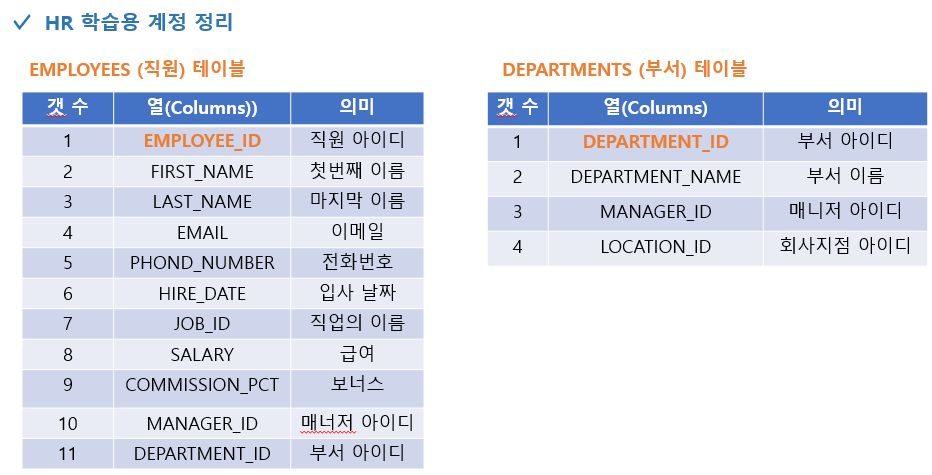 ✓ HR 학습용 계정 정리
EMPLOYEES (직원) 테이블
갯 수 열(Columns)) 의미
1 EMPLOYEE_ID 직원 아이디
2 FIRST_NAME 첫번째 이름
3 LAST_NAME 마지막 이름
4 EMAIL 이메일
5 PHOND_NUMBER 전화번호
6 HIRE_DATE 입사 날짜
7 JOB_ID 직업의 이름
8 SALARY 급여
9 COMMISSION_PCT 보너스
10 MANAGER_ID 매너저 아이디
11 DEPARTMENT_ID 부서 아이디
DEPARTMENTS (부서) 테이블
갯 수 열(Columns) 의미
1 DEPARTMENT_ID 부서 아이디
2 DEPARTMENT_NAME 부서 이름
3 MANAGER_ID 매니저 아이디
4 LOCATION_ID 회사지점 아이디